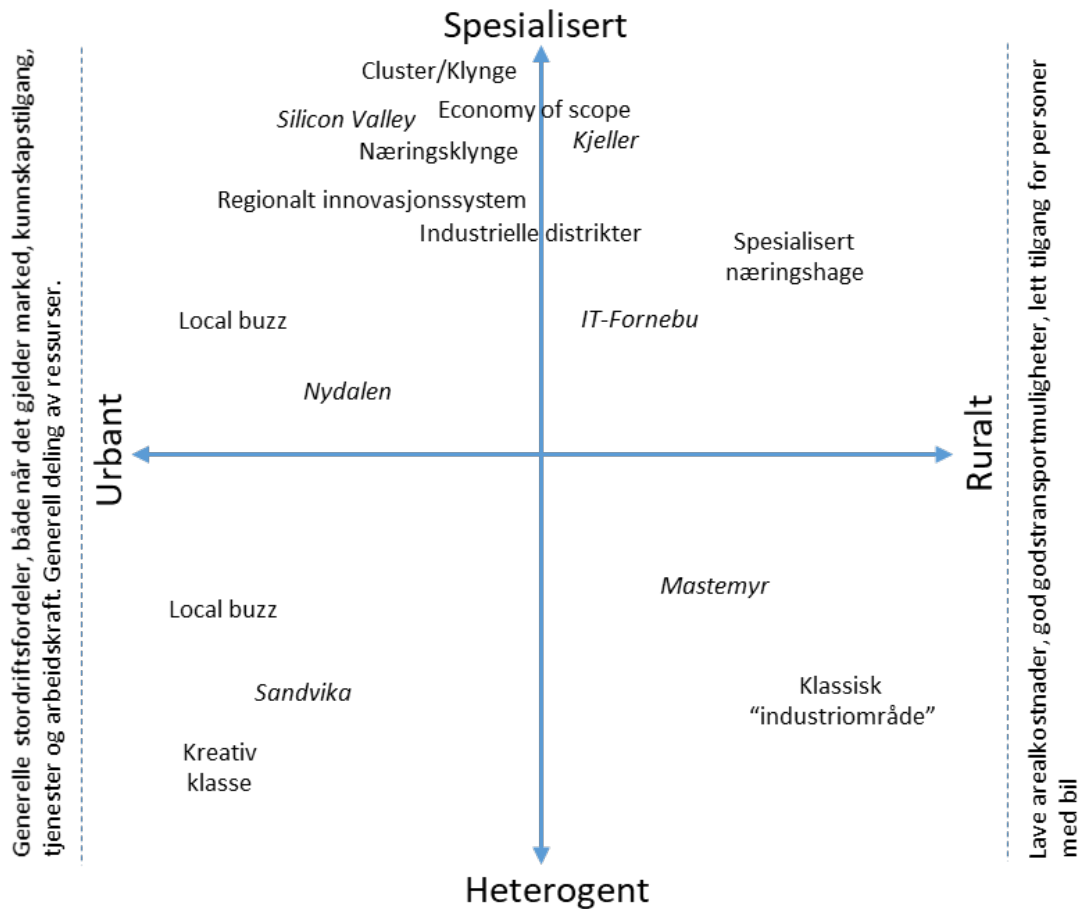 Spesialisert
Cluster/Klynge
Economy of scope
Silicon Valley
Kjeller
Næringsklynge
Regionalt innovasjonssystem
Industrielle distrikter
Spesialisert
næringshage
Local buzz
IT-Fornebu
Nydalen
Urbant
Ruralt
Mastemyr
Local buzz
Sandvika
Klassisk
“industriområde”
Kreativ
klasse
Heterogent
Generelle stordriftsfordeler, både når det gjelder marked, kunnskapstilgang,
tjenester og arbeidskraft. Generell deling av ressurser.
Lave arealkostnader, god godstransportmuligheter, lett tilgang for personer
med bil